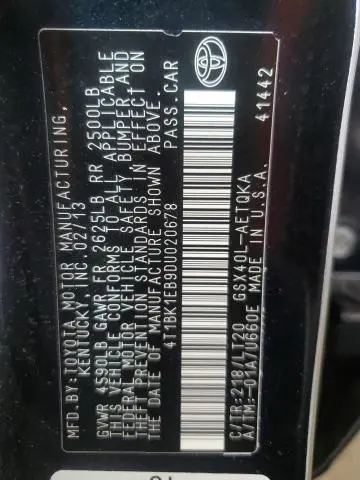 MFD. BY:TOYOTA MOTOR MANUFACTURING,
KENTUCKY, INC. 02/13
GVWR 4590LB GAWR FR 2625LB RR 2500LB
THIS VEHICLE CONFORMS TO ALL APPLICABLE
FEDERAL MOTOR VEHICLE SAFETY, BUMPER, AND
THEFT PREVENTION STANDARDS IN EFFECT ON
THE DATE OF MANUFACTURE SHOWN ABOVE.
4T1BK1EB9DU020678 PASS.CAR
C/TR:218/LT20 GSX40L-AETQKA
A/TM:-01A/U660E MADE IN U.S.A. 41442